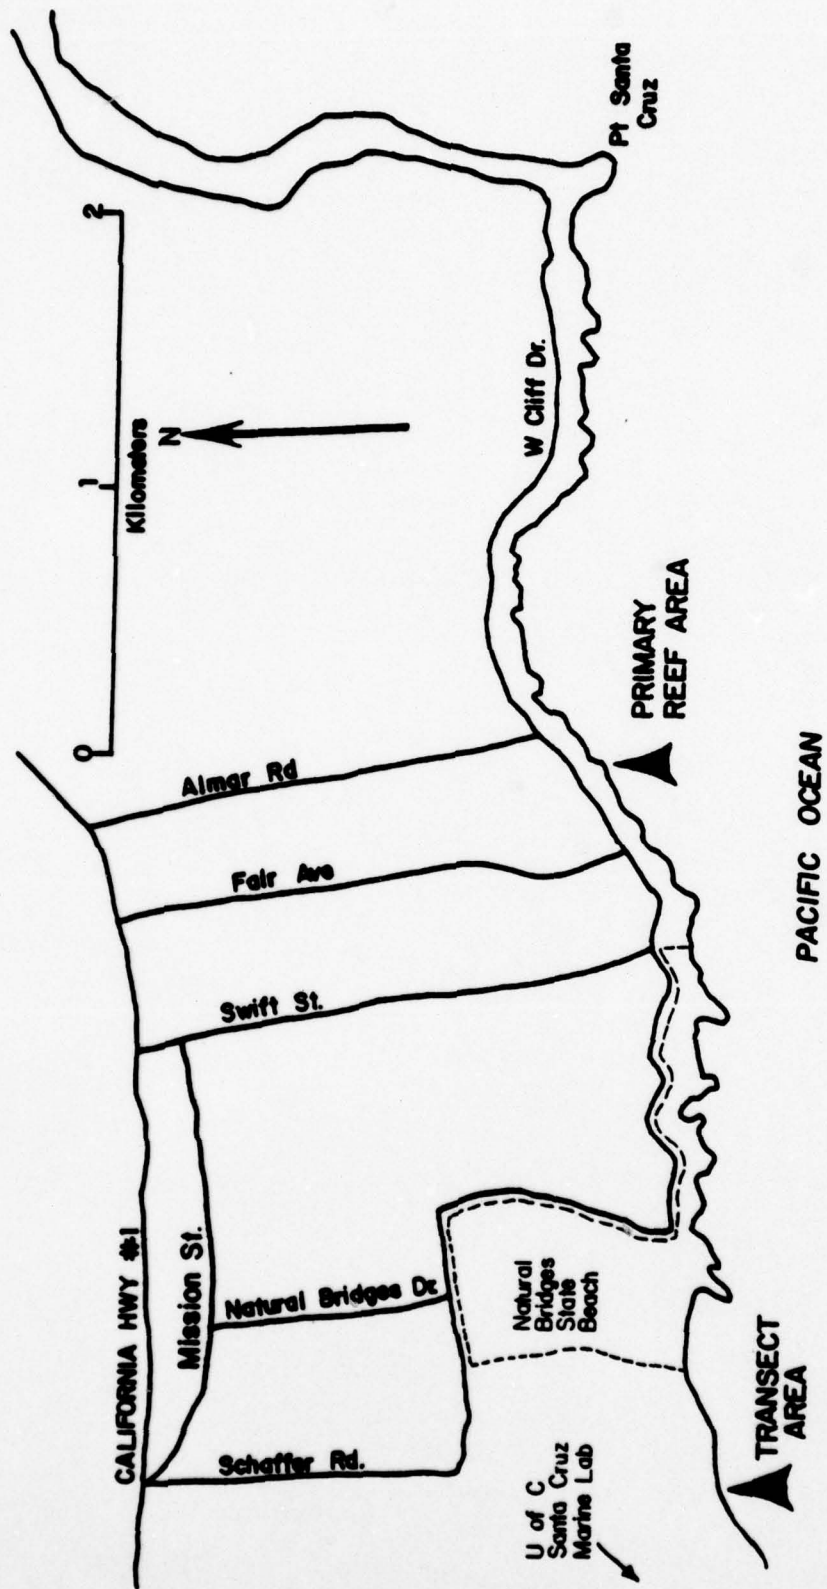 CALIFORNIA HWY #1
Mission St.
Schaffer Rd.
Natural Bridges Dr.
Swift St.
Fair Ave
Almar Rd
0 1 2
Kilometers
N
W Cliff Dr.
Pt Santa
Cruz
Natural
Bridges
State
Beach
U of C
Santa Cruz
Marine Lab
TRANSECT
AREA
PRIMARY
REEF AREA
PACIFIC OCEAN